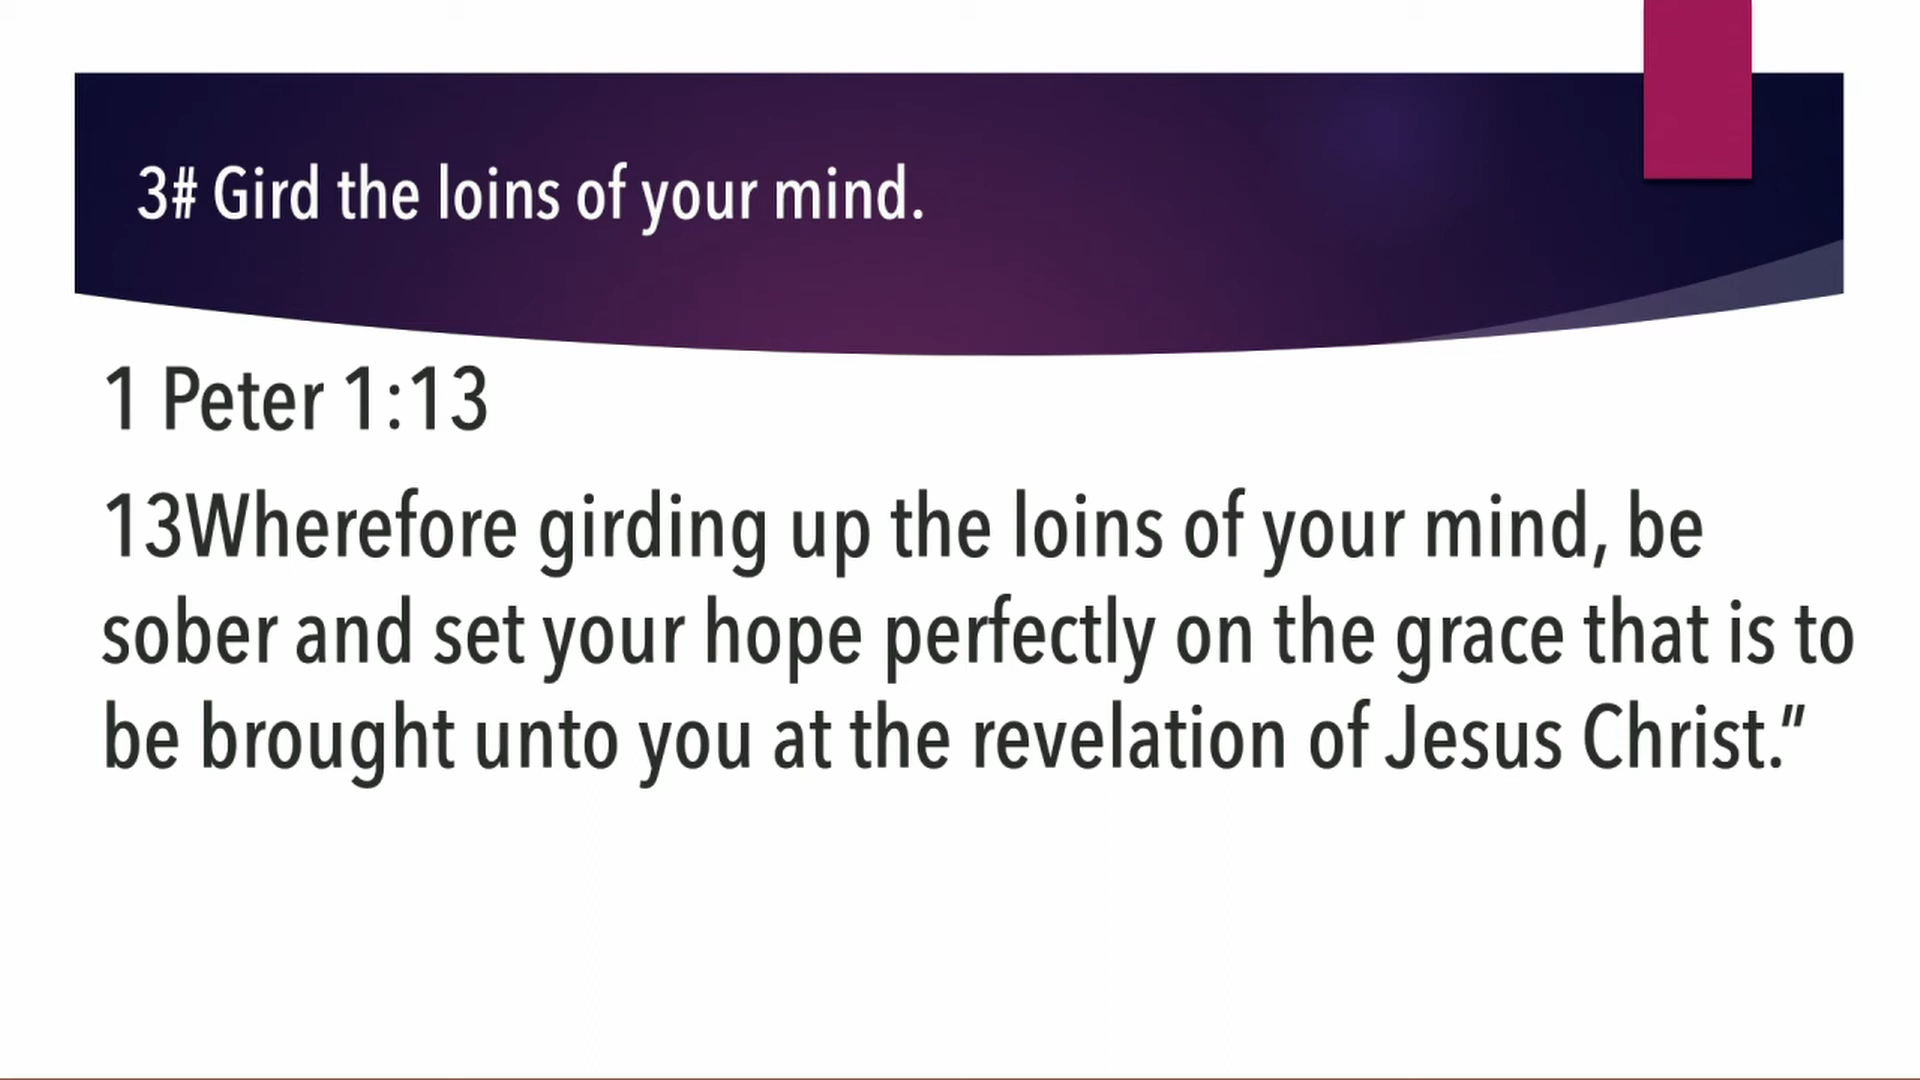 3# Gird the loins of your mind.
1 Peter 1:13
13Wherefore girding up the loins of your mind, be
sober and set your hope perfectly on the grace that is to
be brought unto you at the revelation of Jesus Christ.”